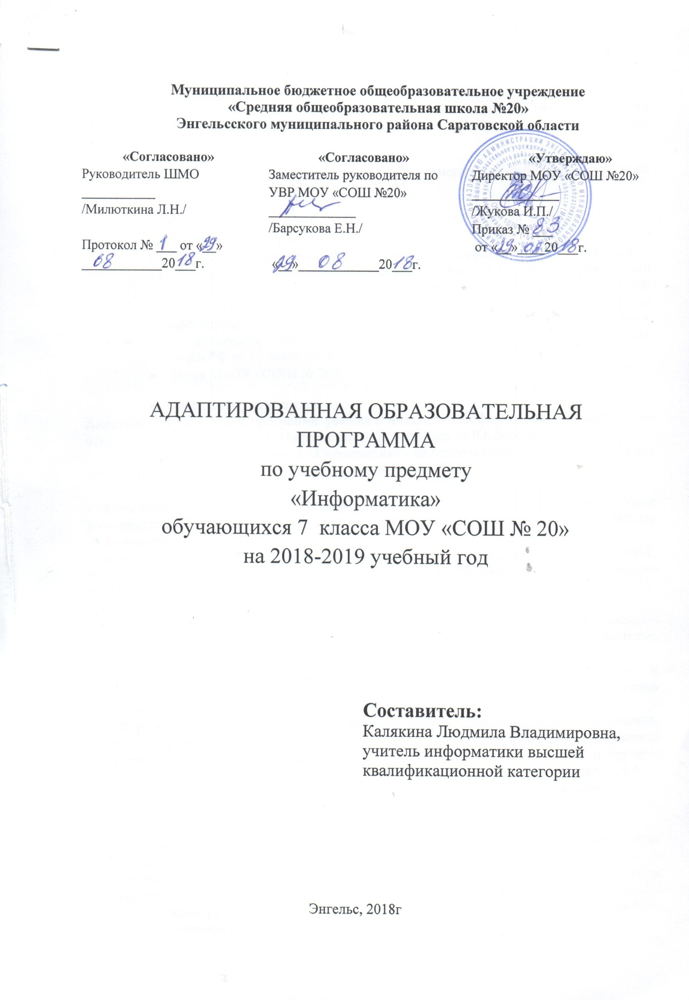 Муниципальное бюджетное общеобразовательное учреждение
«Средняя общеобразовательная школа №20»
Энгельсского муниципального района Саратовской области
«Согласовано»
Руководитель ШМО
___________
/Милюткина Л.Н./
Протокол № 1 от «29»
08 2018 г.
«Согласовано»
Заместитель руководителя по
УВР МОУ «СОШ №20»
_____________
/Барсукова Е.Н./
«29» 08 2018г.
«Утверждаю»
Директор МОУ «СОШ №20»
_____________
/Жукова И.П./
Приказ № 83
от «29» 08 2018 г.
АДАПТИРОВАННАЯ ОБРАЗОВАТЕЛЬНАЯ
ПРОГРАММА
по учебному предмету
«Информатика»
обучающихся 7 класса МОУ «СОШ № 20»
на 2018-2019 учебный год
Составитель:
Калякина Людмила Владимировна,
учитель информатики высшей
квалификационной категории
Энгельс, 2018г